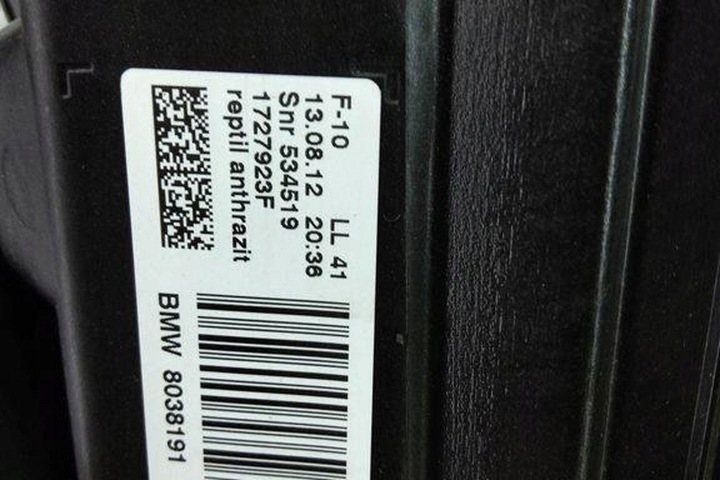 F-10 LL 41
13.08.12 20:36
Snr 534519
1727923F
reptil anthrazit
BMW 8038191